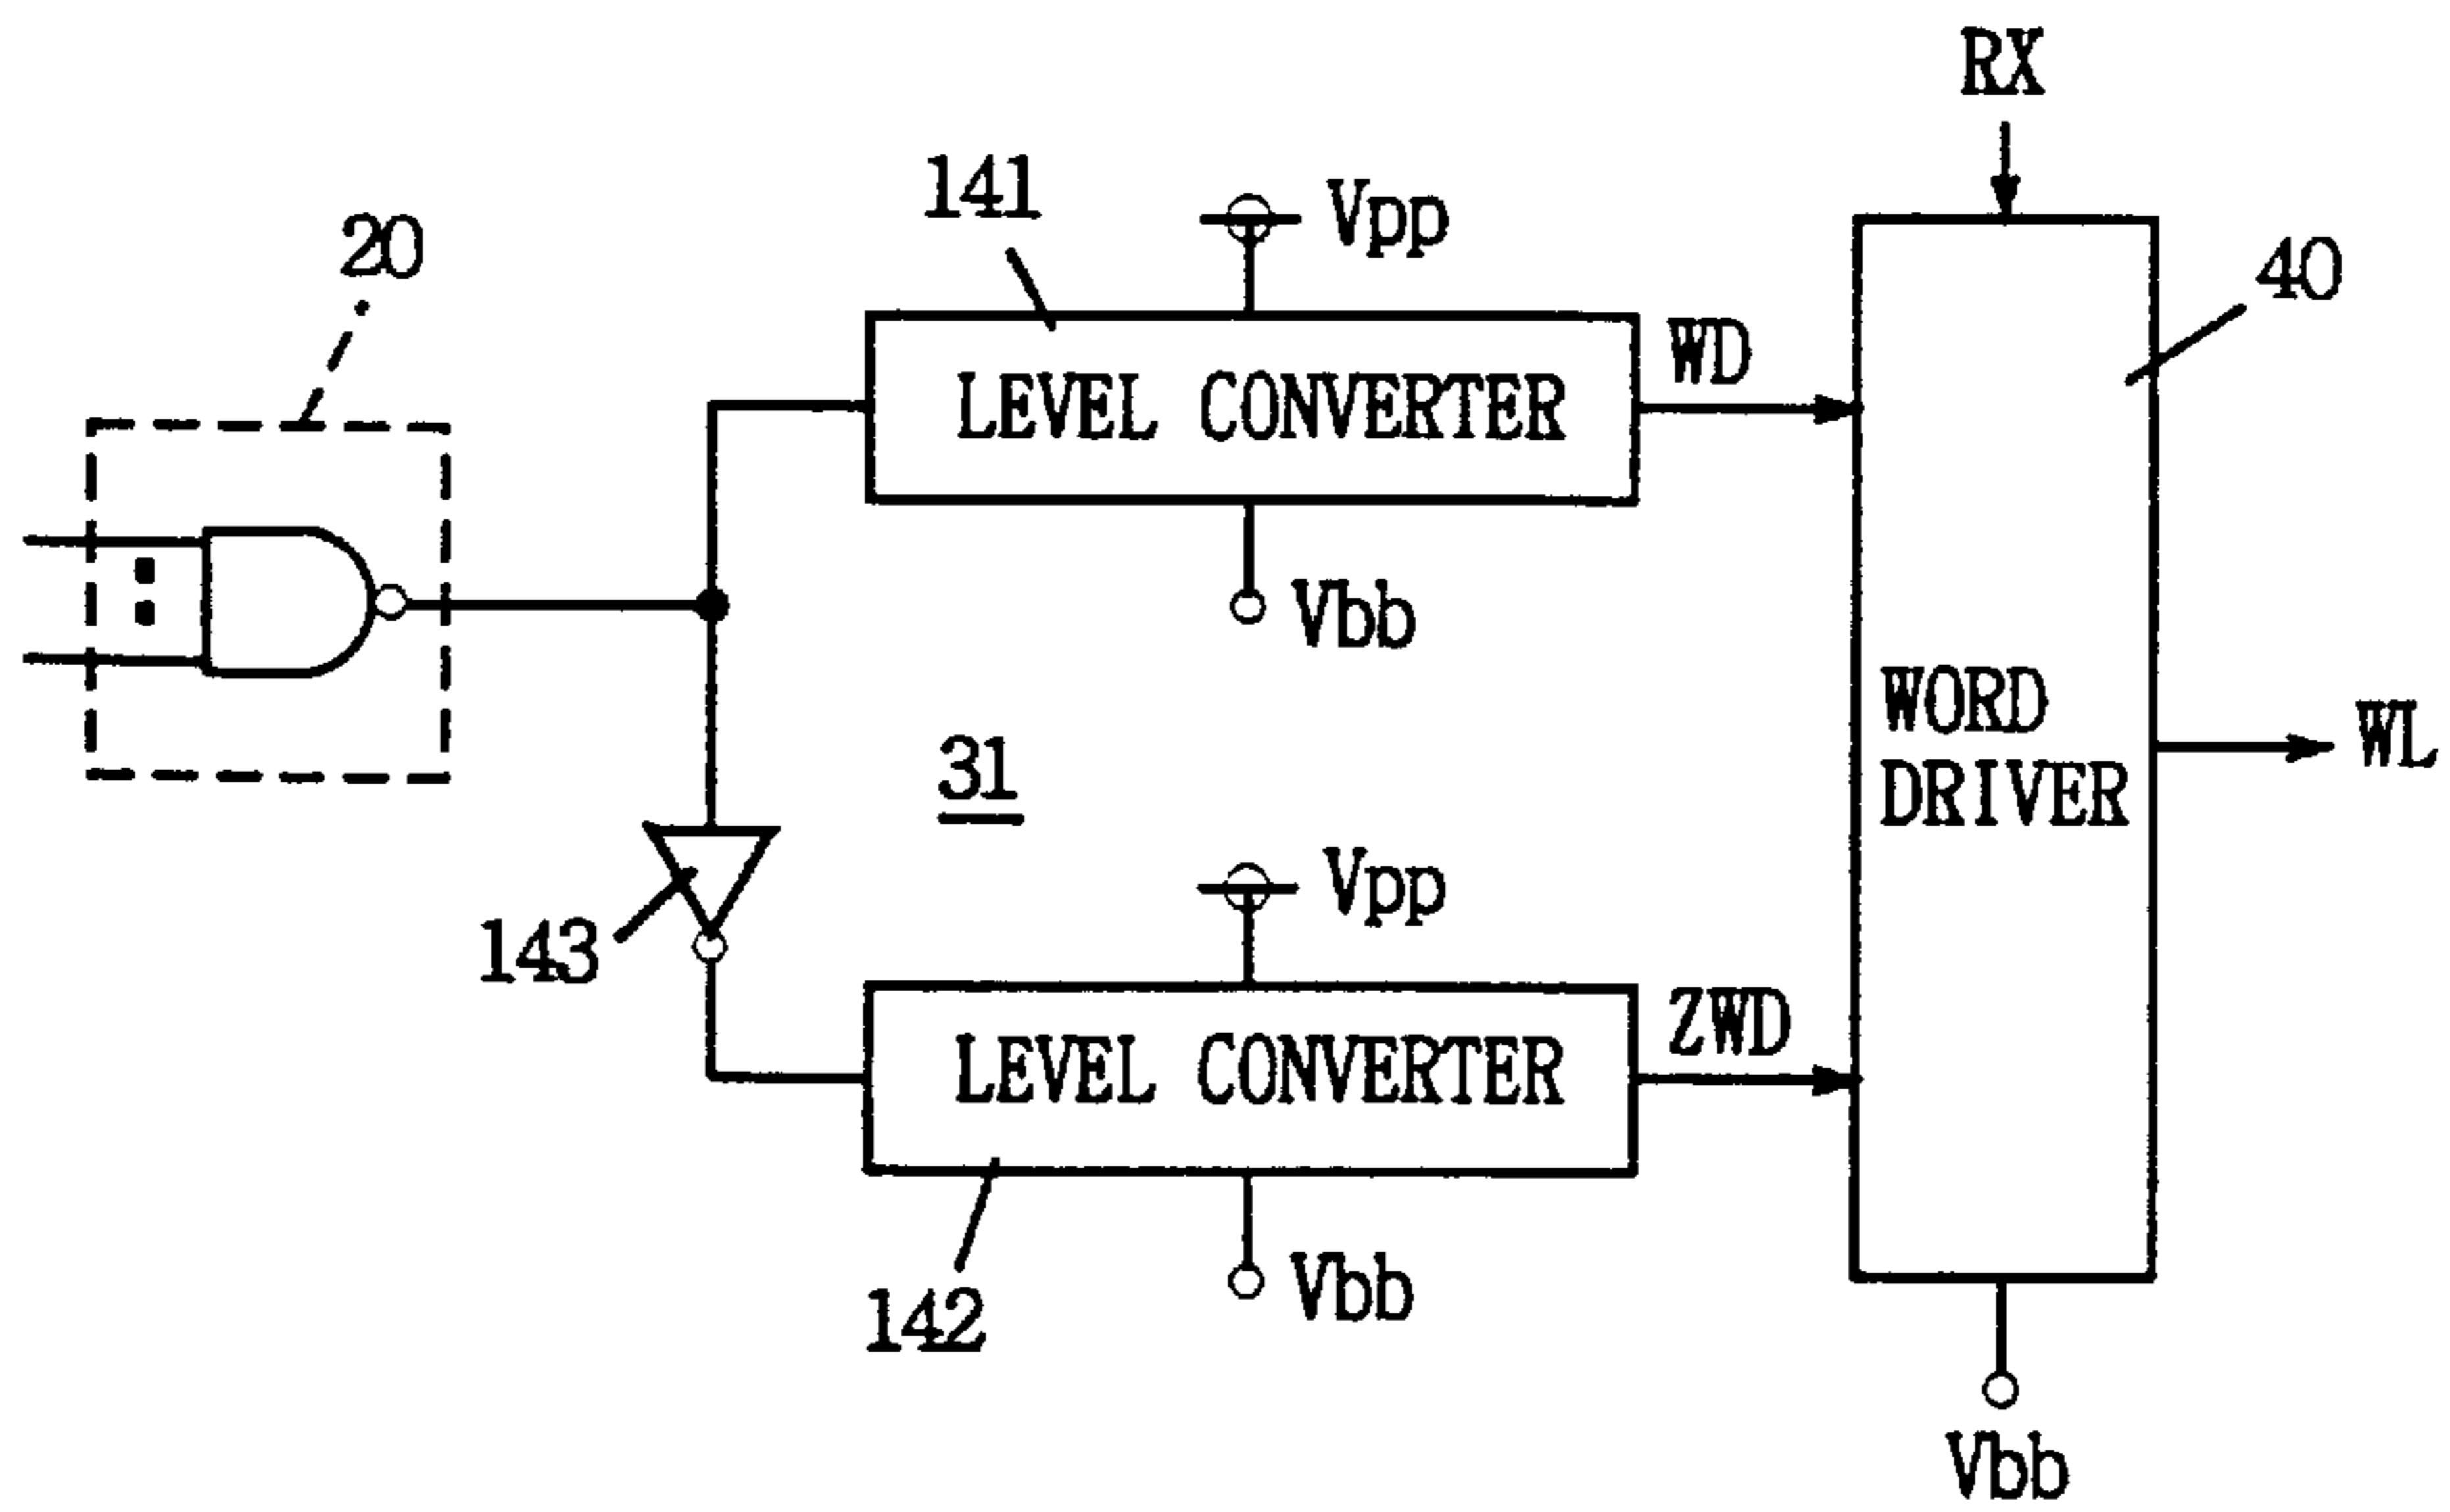 RX
141
Vpp
20
40
WD
LEVEL CONVERTER
Vbb
WORD
DRIVER
WL
31
Vpp
143
ZWD
LEVEL CONVERTER
Vbb
142
Vbb